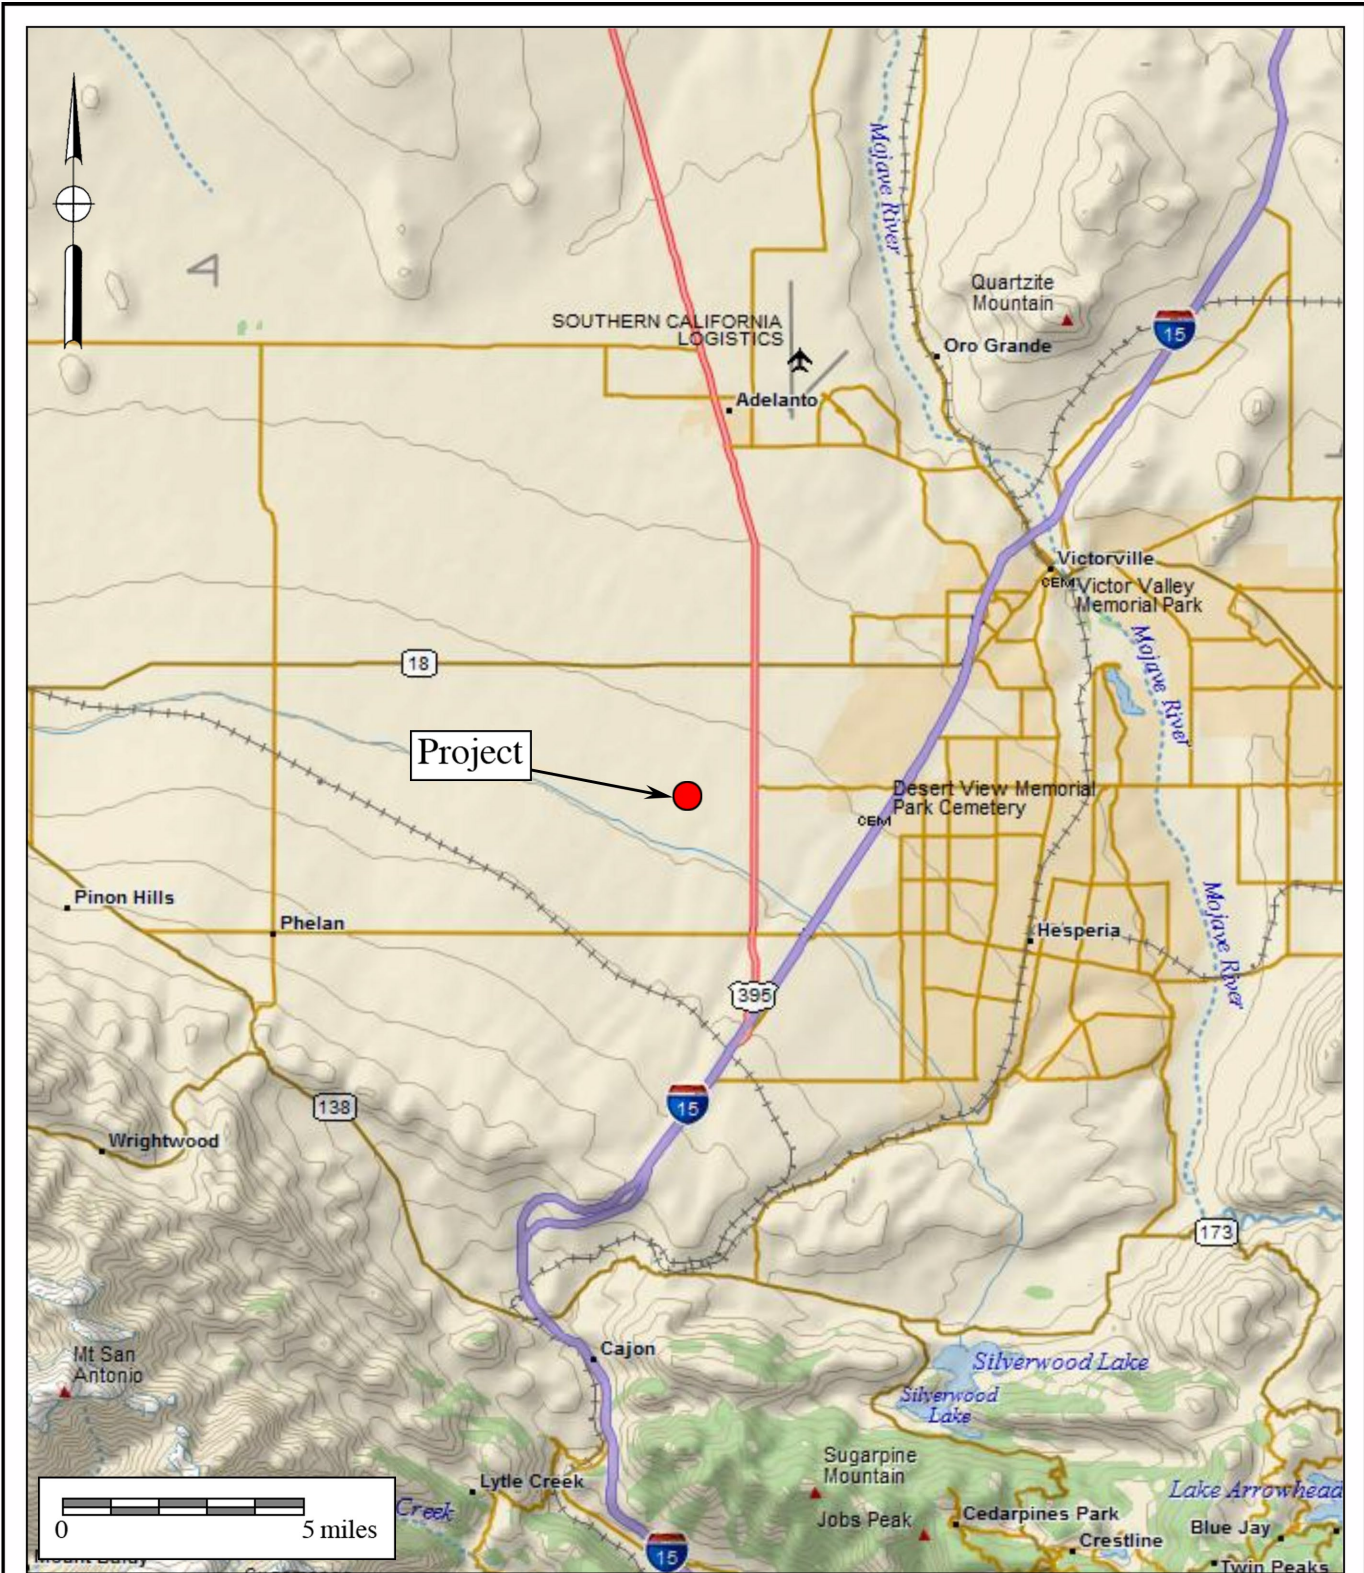 Mojave River
Quartzite
Mountain
SOUTHERN CALIFORNIA
LOGISTICS
15
Oro Grande
Adelanto
Victorville
CEM
Victor Valley
Memorial Park
Mojave River
18
Project
Desert View Memorial
Park Cemetery
CEM
Pinon Hills
Phelan
Hesperia
Mojave River
395
15
138
Wrightwood
173
Cajon
Mt San
Antonio
Silverwood Lake
Silverwood
Lake
Sugarpine
Mountain
Lytle Creek
Creek
Lake Arrowhead
Jobs Peak
Cedarpines Park
Blue Jay
Crestline
0
5 miles
15
Twin Peaks